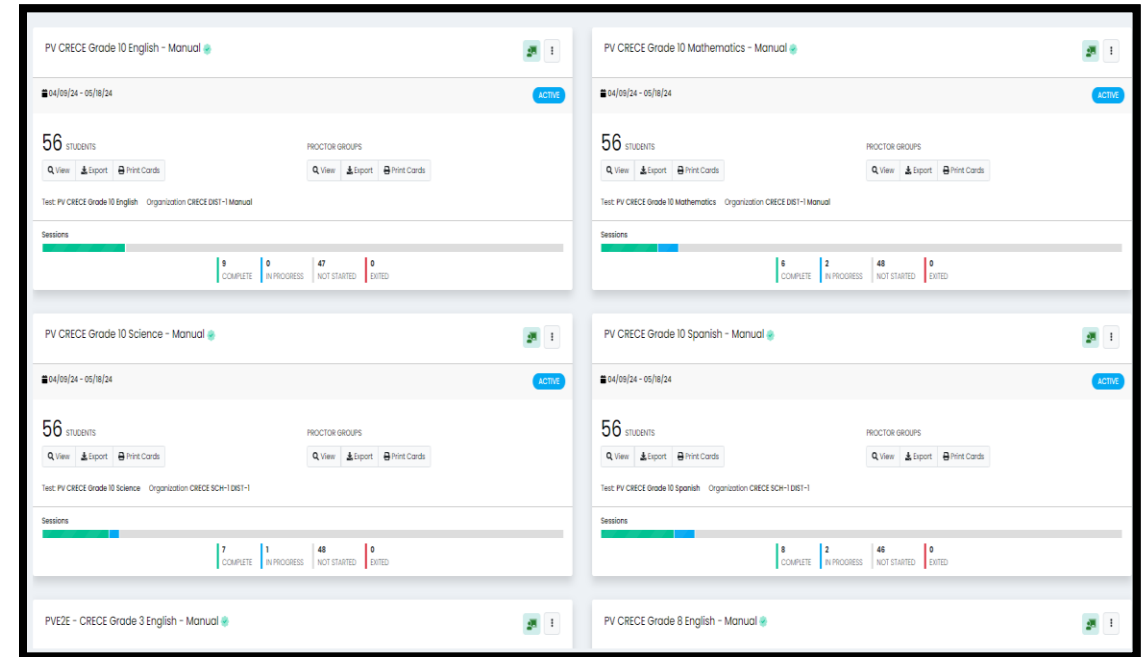 PV CRECE Grade 10 English - Manual
04/09/24 - 05/18/24 ACTIVE
56 STUDENTS PROCTOR GROUPS
View Export Print Cards View Export Print Cards
Test: PV CRECE Grade 10 English Organization CRECE DIST-1 Manual
Sessions
9 0 47 0
COMPLETE IN PROGRESS NOT STARTED EXITED
PV CRECE Grade 10 Mathematics - Manual
04/09/24 - 05/18/24 ACTIVE
56 STUDENTS PROCTOR GROUPS
View Export Print Cards View Export Print Cards
Test: PV CRECE Grade 10 Mathematics Organization CRECE DIST-1 Manual
Sessions
6 2 48 0
COMPLETE IN PROGRESS NOT STARTED EXITED
PV CRECE Grade 10 Science - Manual
04/09/24 - 05/18/24 ACTIVE
56 STUDENTS PROCTOR GROUPS
View Export Print Cards View Export Print Cards
Test: PV CRECE Grade 10 Science Organization CRECE SCH-1 DIST-1
Sessions
7 1 48 0
COMPLETE IN PROGRESS NOT STARTED EXITED
PV CRECE Grade 10 Spanish - Manual
04/09/24 - 05/18/24 ACTIVE
56 STUDENTS PROCTOR GROUPS
View Export Print Cards View Export Print Cards
Test: PV CRECE Grade 10 Spanish Organization CRECE SCH-1 DIST-1
Sessions
8 2 46 0
COMPLETE IN PROGRESS NOT STARTED EXITED
PVE2E - CRECE Grade 3 English - Manual
PV CRECE Grade 8 English - Manual